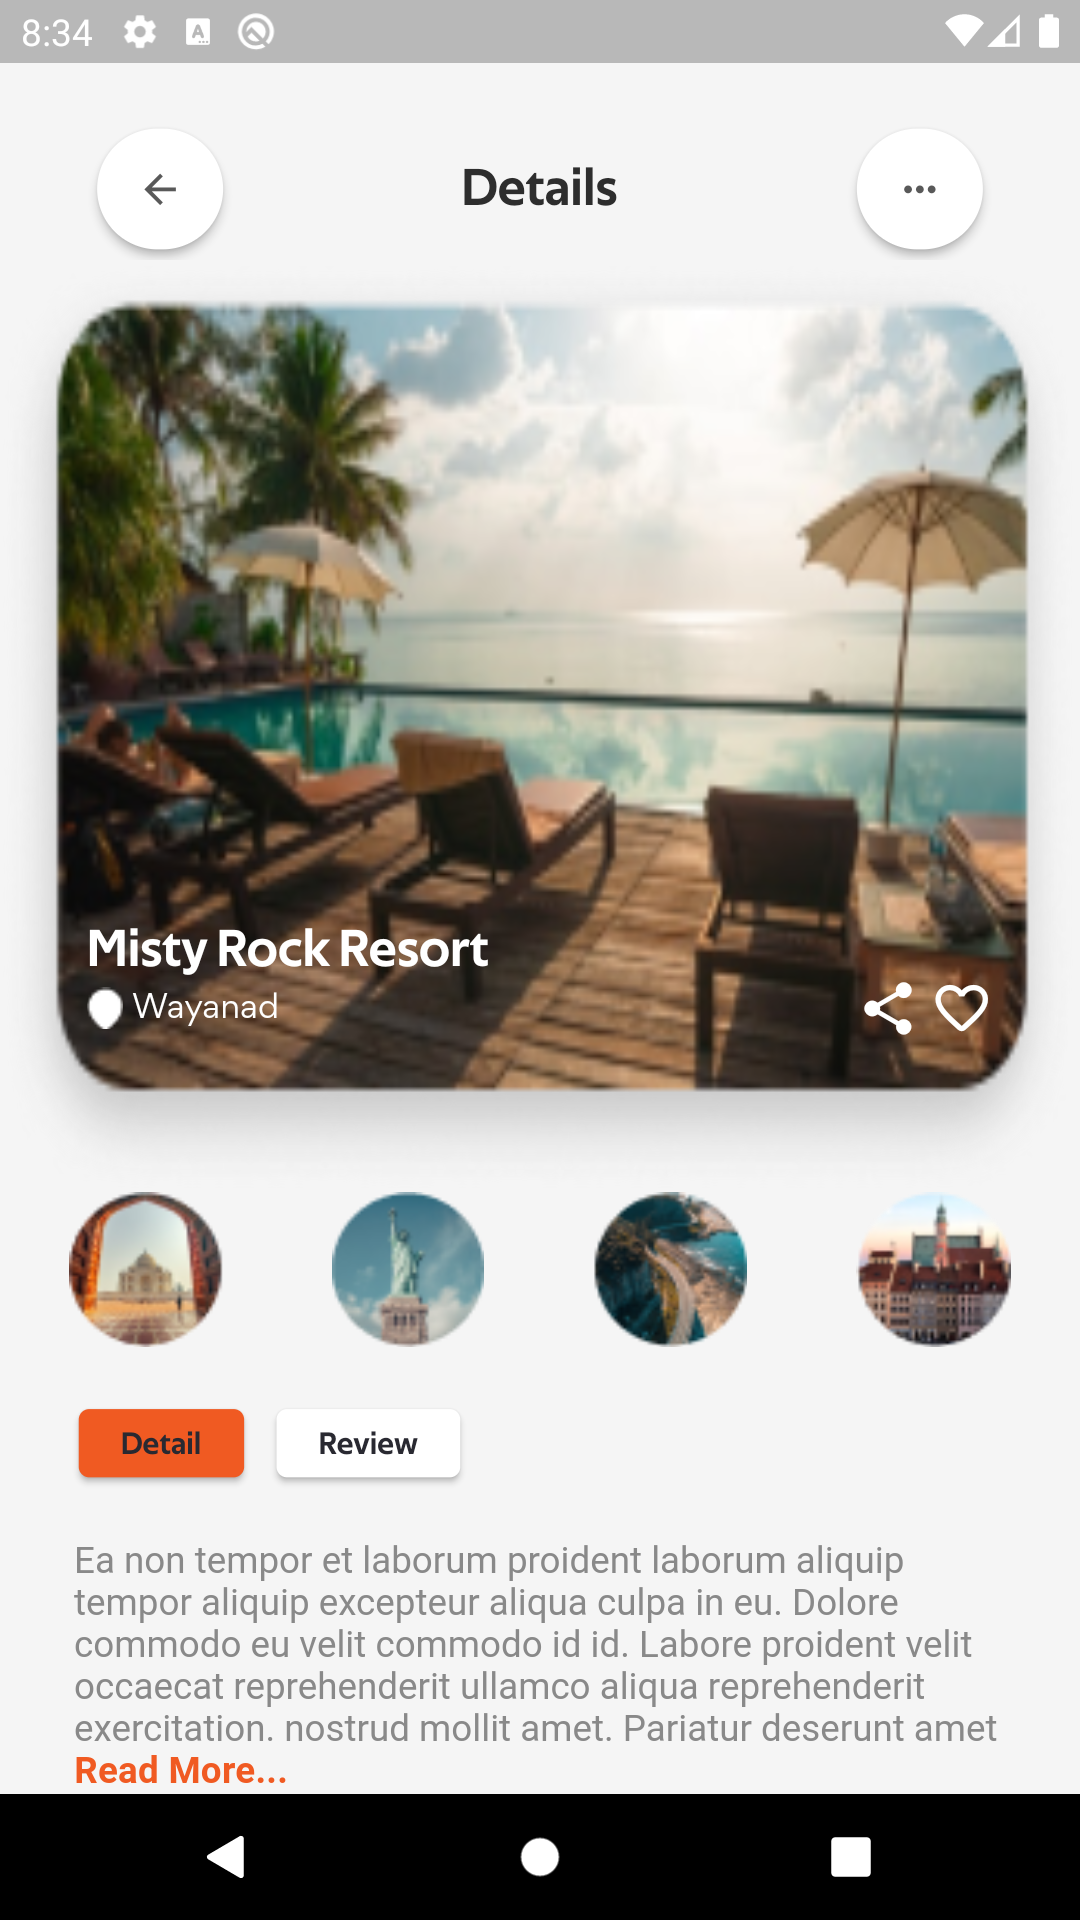 8:34
Details
Misty Rock Resort
Wayanad
Detail
Review
Ea non tempor et laborum proident laborum aliquip
tempor aliquip excepteur aliqua culpa in eu. Dolore
commodo eu velit commodo id id. Labore proident velit
occaecat reprehenderit ullamco aliqua reprehenderit
exercitation. nostrud mollit amet. Pariatur deserunt amet
Read More...